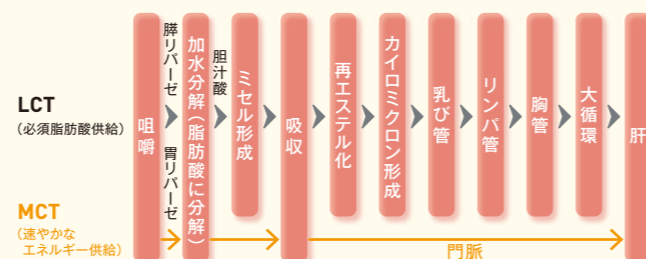 LCT
(必須脂肪酸供給)
MCT
(速やかな
エネルギー供給)
咀嚼
膵リパーゼ
胃リパーゼ
加水分解(脂肪酸に分解)
胆汁酸
ミセル形成
吸収
再エステル化
カイロミクロン形成
乳び管
リンパ管
胸管
大循環
肝
門脈